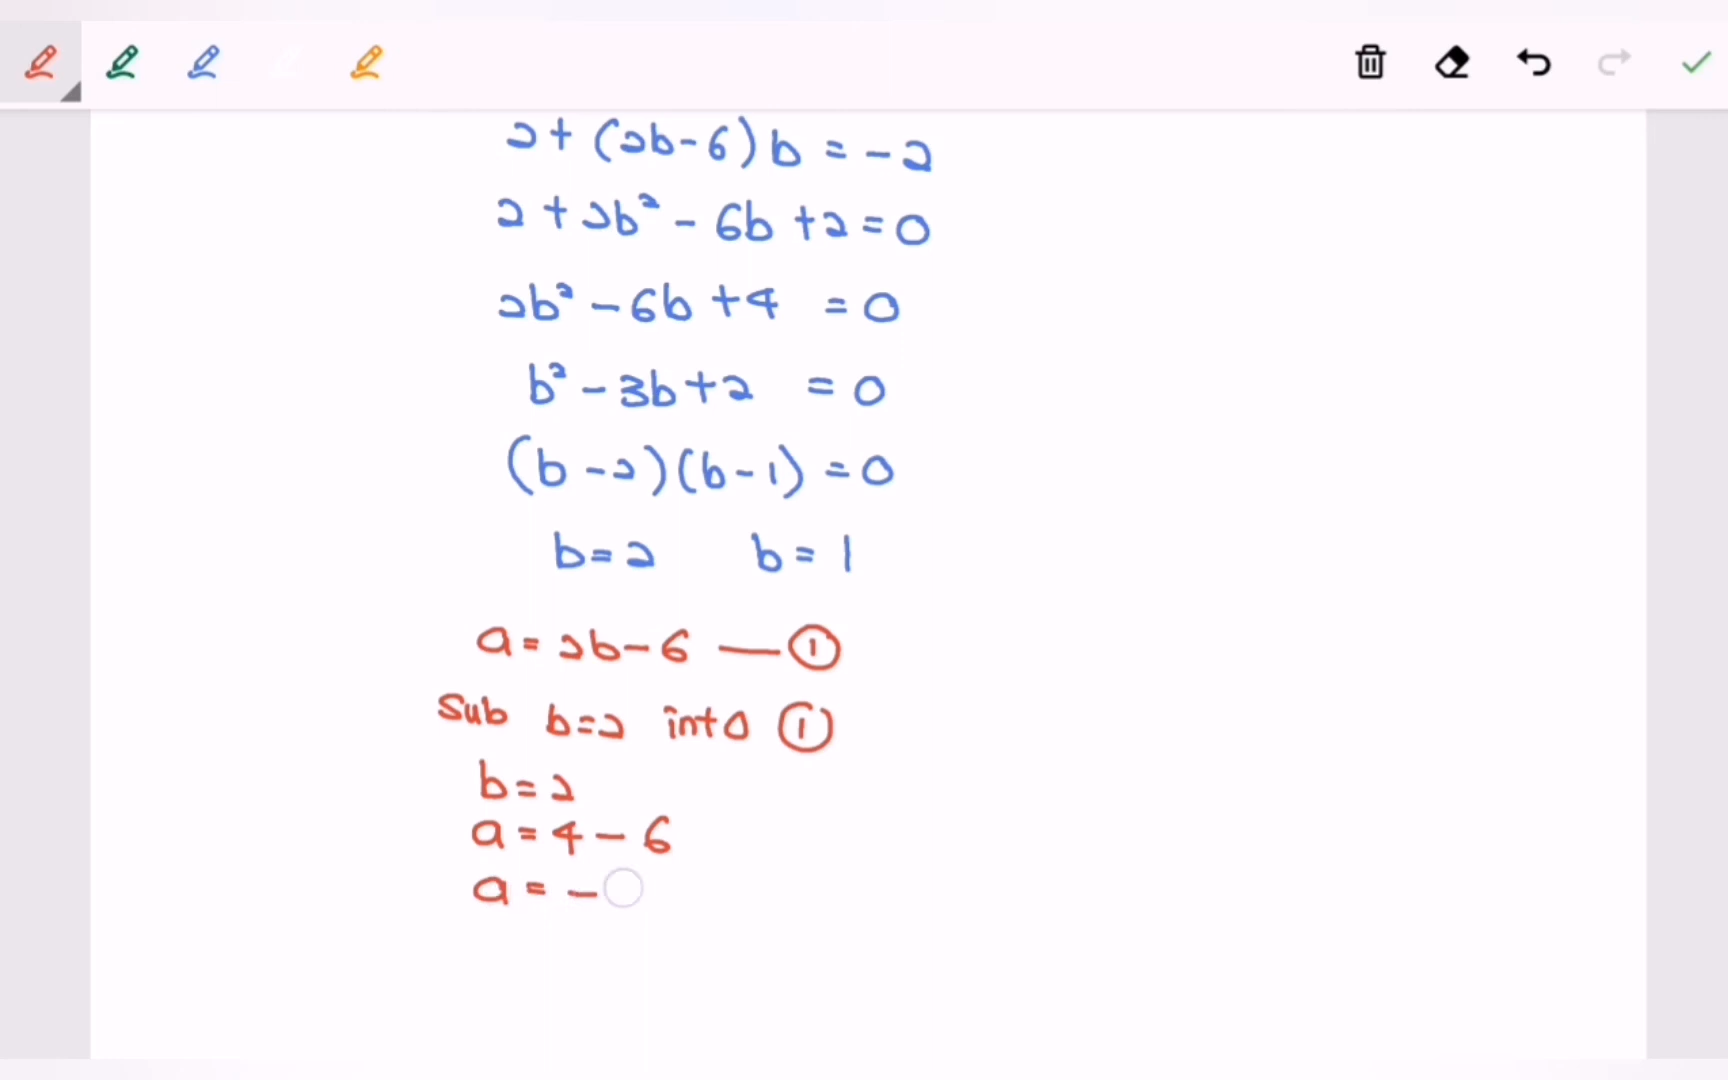 2 + (2b - 6) b = - 2
2 + 2b² - 6b + 2 = 0
2b² - 6b + 4 = 0
b² - 3b + 2 = 0
(b - 2)(b - 1) = 0
b = 2 b = 1
a = 2b - 6 — ①
Sub b = 2 into ①
b = 2
a = 4 - 6
a = -